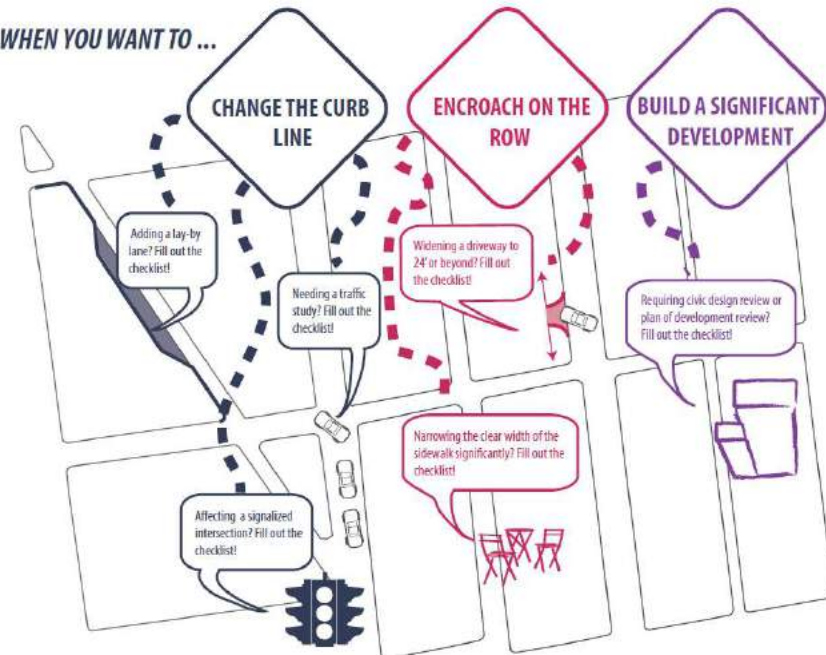 WHEN YOU WANT TO ...
CHANGE THE CURB
LINE
ENCROACH ON THE
ROW
BUILD A SIGNIFICANT
DEVELOPMENT
Adding a lay-by
lane? Fill out the
checklist!
Needing a traffic
study? Fill out the
checklist!
Affecting a signalized
intersection? Fill out the
checklist!
Widening a driveway to
24' or beyond? Fill out
the checklist!
Narrowing the clear width of the
sidewalk significantly? Fill out the
checklist!
Requiring civic design review or
plan of development review?
Fill out the checklist!